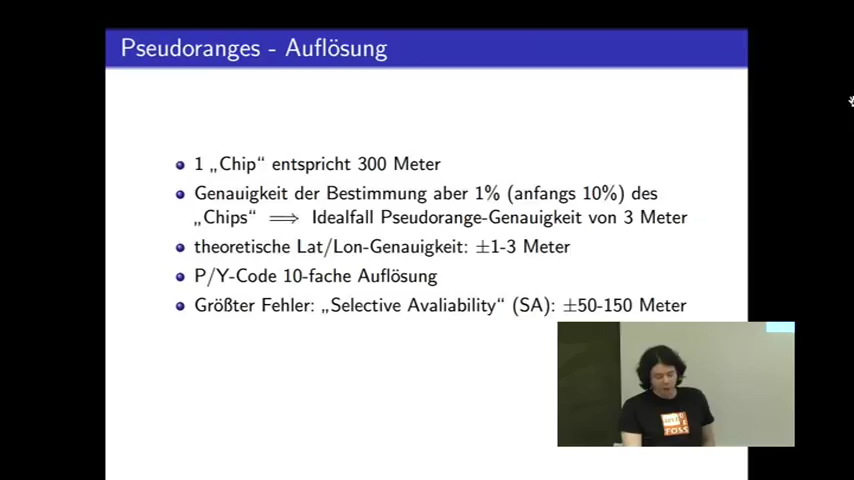 Pseudoranges - Auflösung
1 „Chip“ entspricht 300 Meter
Genauigkeit der Bestimmung aber 1% (anfangs 10%) des
„Chips“ ⟹ Idealfall Pseudorange-Genauigkeit von 3 Meter
theoretische Lat/Lon-Genauigkeit: ±1-3 Meter
P/Y-Code 10-fache Auflösung
Größter Fehler: „Selective Avaliability“ (SA): ±50-150 Meter
TOSS